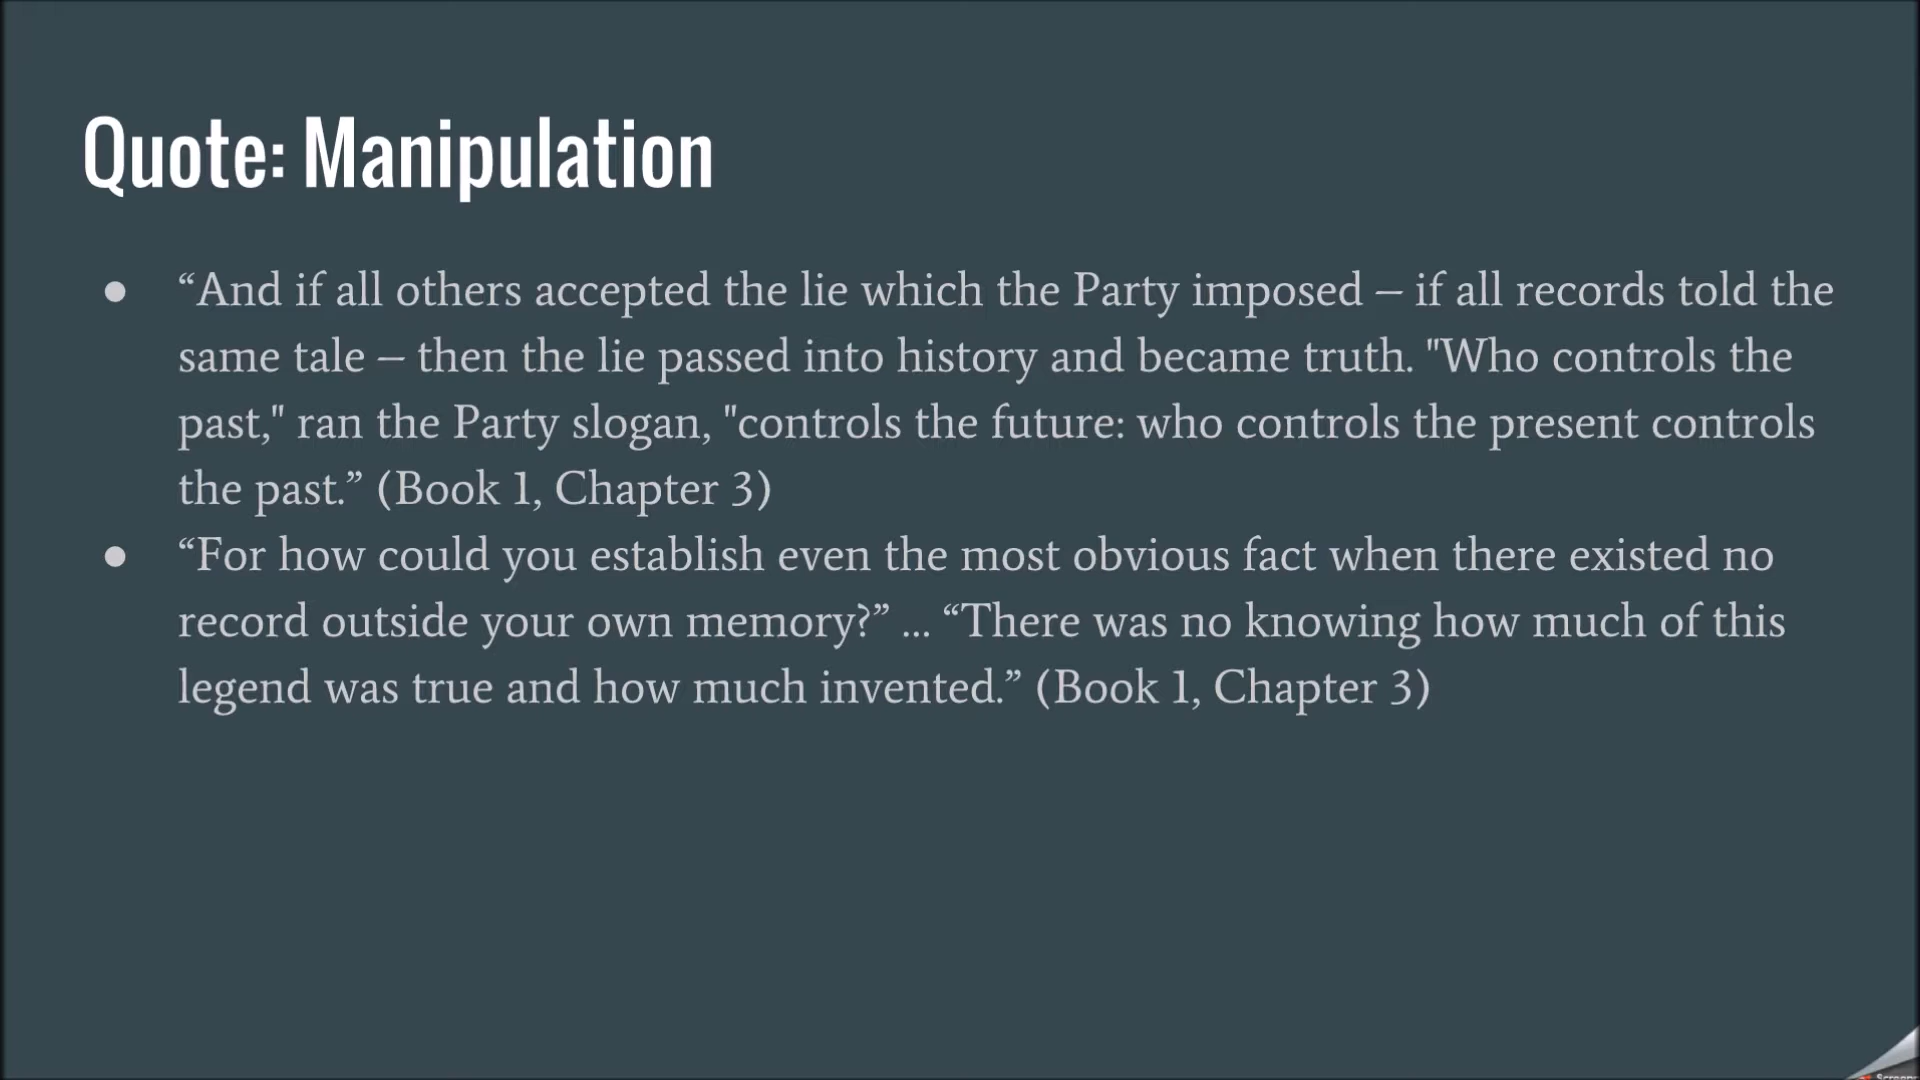 Quote: Manipulation
● “And if all others accepted the lie which the Party imposed – if all records told the
same tale – then the lie passed into history and became truth. "Who controls the
past," ran the Party slogan, "controls the future: who controls the present controls
the past.” (Book 1, Chapter 3)
● “For how could you establish even the most obvious fact when there existed no
record outside your own memory?” ... “There was no knowing how much of this
legend was true and how much invented.” (Book 1, Chapter 3)